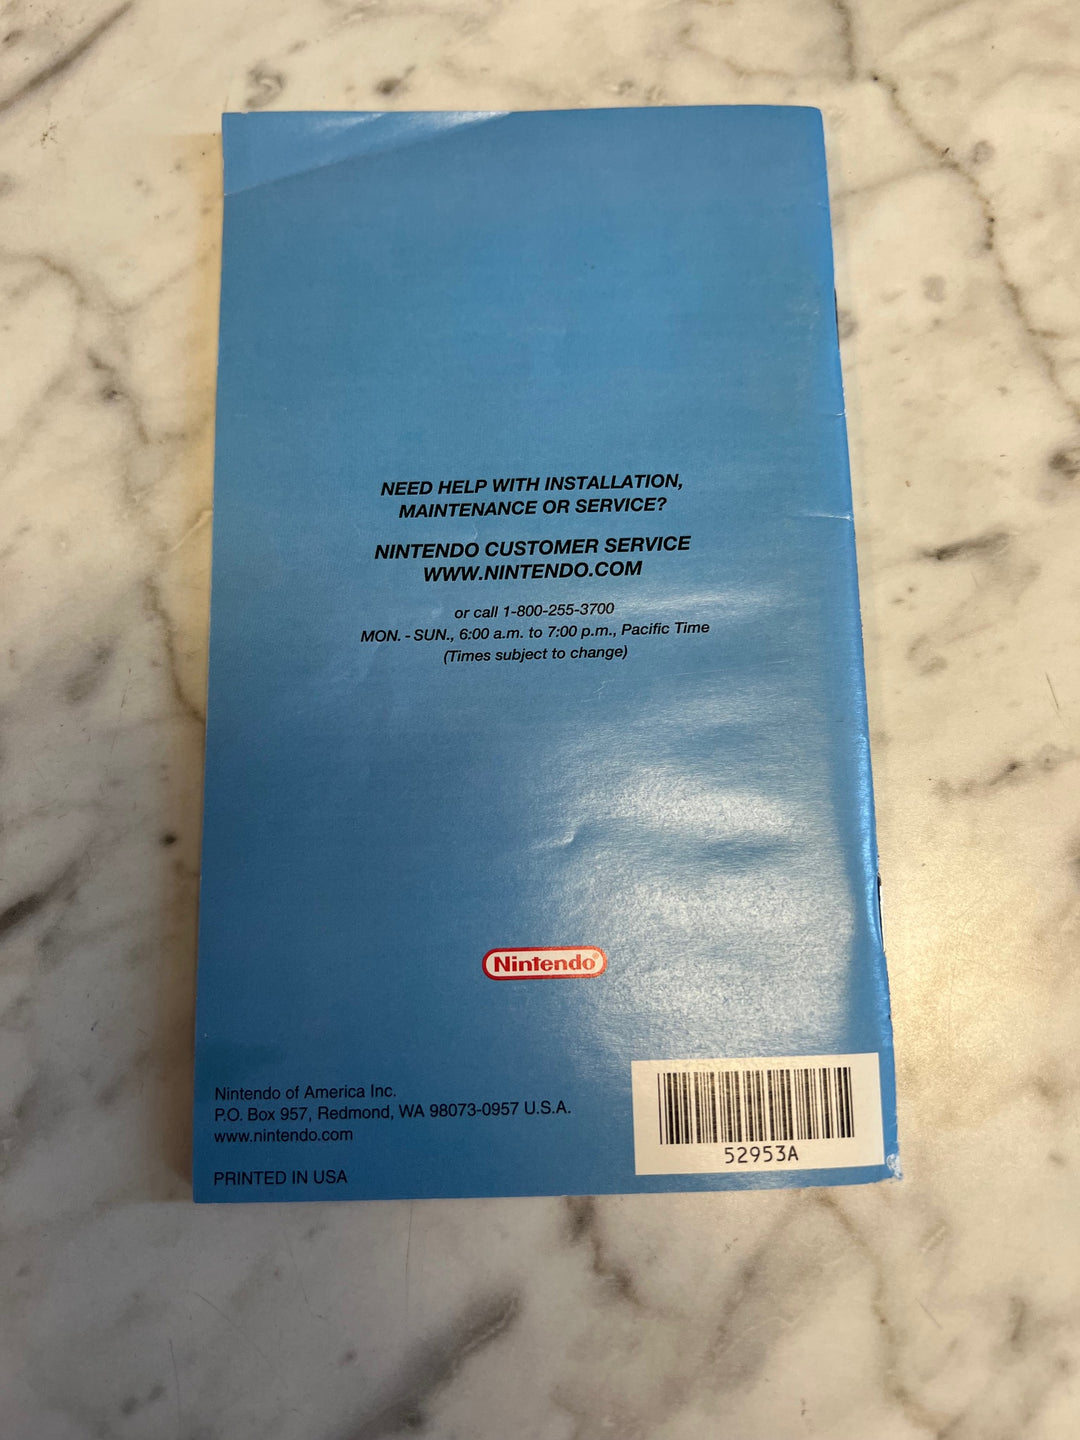 NEED HELP WITH INSTALLATION,
MAINTENANCE OR SERVICE?
NINTENDO CUSTOMER SERVICE
WWW.NINTENDO.COM
or call 1-800-255-3700
MON. - SUN., 6:00 a.m. to 7:00 p.m., Pacific Time
(Times subject to change)
Nintendo®
Nintendo of America Inc.
P.O. Box 957, Redmond, WA 98073-0957 U.S.A.
www.nintendo.com
PRINTED IN USA
52953A